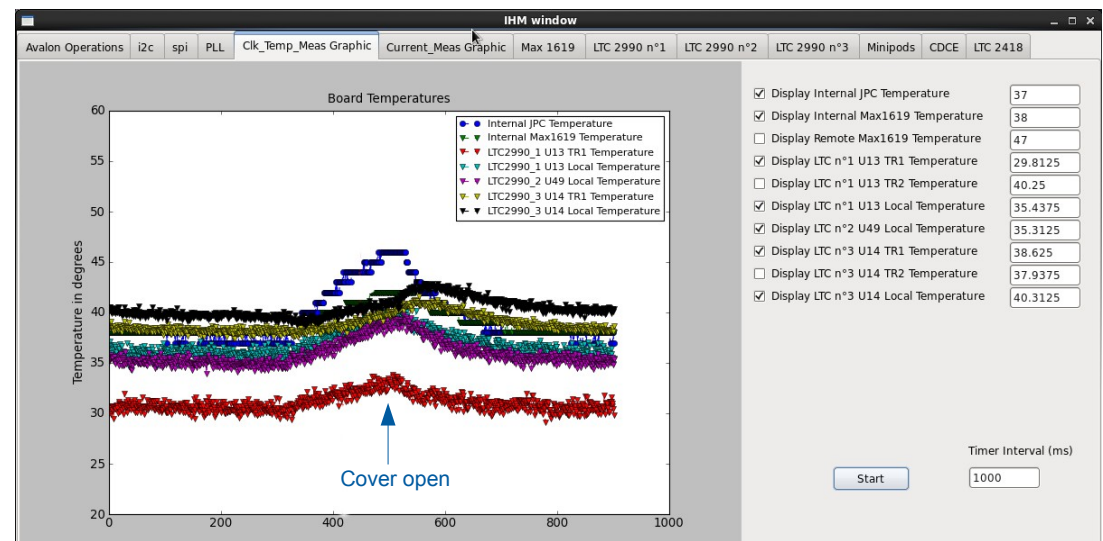 IHM window
Avalon Operations i2c spi PLL Clk_Temp_Meas Graphic Current_Meas Graphic Max 1619 LTC 2990 n°1 LTC 2990 n°2 LTC 2990 n°3 Minipods CDCE LTC 2418
Board Temperatures
60
55
50
45
40
35
30
25
20
Temperature in degrees
Internal JPC Temperature
Internal Max1619 Temperature
LTC2990_1 U13 TR1 Temperature
LTC2990_1 U13 Local Temperature
LTC2990_2 U49 Local Temperature
LTC2990_3 U14 TR1 Temperature
LTC2990_3 U14 Local Temperature
Cover open
0 200 400 600 800 1000
Display Internal JPC Temperature 37
Display Internal Max1619 Temperature 38
Display Remote Max1619 Temperature 47
Display LTC n°1 U13 TR1 Temperature 29.8125
Display LTC n°1 U13 TR2 Temperature 40.25
Display LTC n°1 U13 Local Temperature 35.4375
Display LTC n°2 U49 Local Temperature 35.3125
Display LTC n°3 U14 TR1 Temperature 38.625
Display LTC n°3 U14 TR2 Temperature 37.9375
Display LTC n°3 U14 Local Temperature 40.3125
Timer Interval (ms)
Start 1000